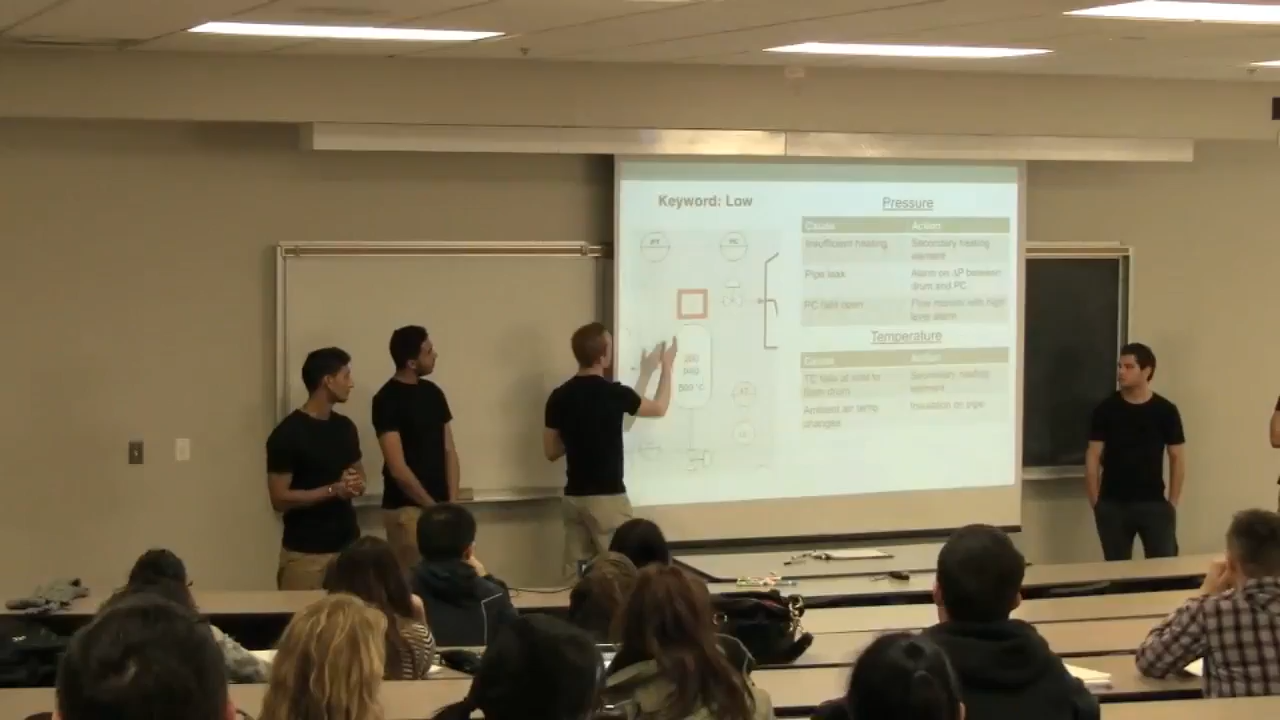 Keyword: Low
Pressure
Cause Action
Insufficient heating Secondary heating
element
Pipe leak Alarm on ΔP between
drum and PC
PC fails open Flow monitor with high
level alarm
Temperature
Cause Action
Secondary heating
element
Ambient air temp Insulation on pipe
changes
500 °C